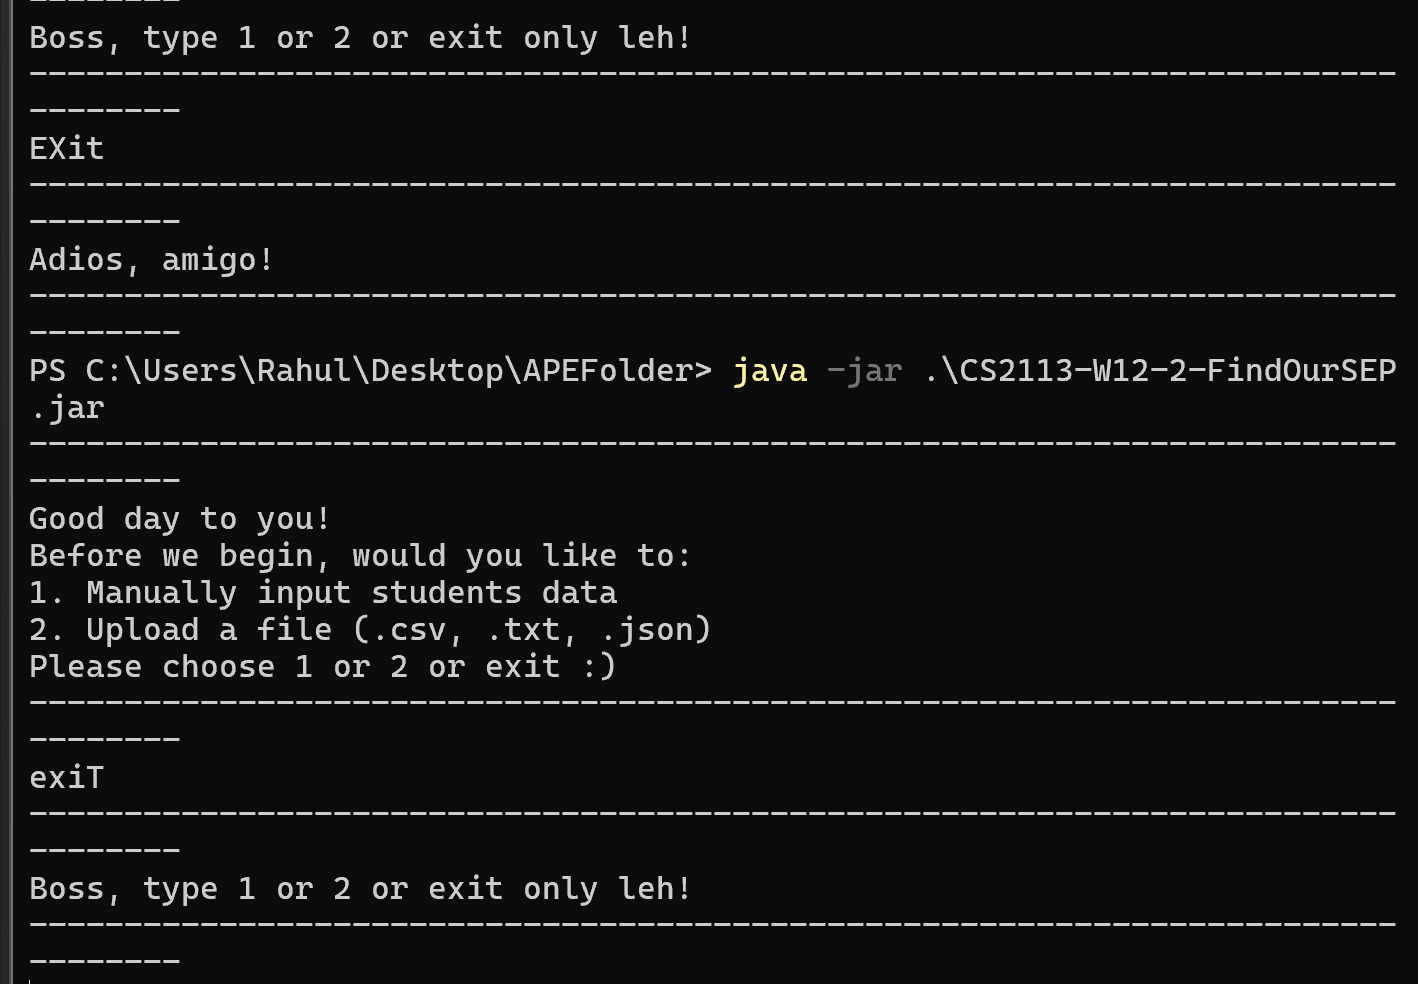 --------
Boss, type 1 or 2 or exit only leh!
------------------------------------------------------------------------
--------
EXit
------------------------------------------------------------------------
--------
Adios, amigo!
------------------------------------------------------------------------
--------
PS C:\Users\Rahul\Desktop\APEFolder> java -jar .\CS2113-W12-2-FindOurSEP
.jar
------------------------------------------------------------------------
--------
Good day to you!
Before we begin, would you like to:
1. Manually input students data
2. Upload a file (.csv, .txt, .json)
Please choose 1 or 2 or exit :)
------------------------------------------------------------------------
--------
exiT
------------------------------------------------------------------------
--------
Boss, type 1 or 2 or exit only leh!
------------------------------------------------------------------------
--------